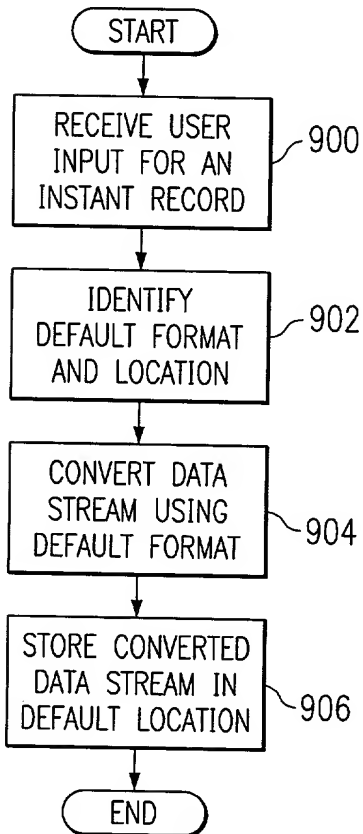 START
RECEIVE USER
INPUT FOR AN
INSTANT RECORD
900
IDENTIFY
DEFAULT FORMAT
AND LOCATION
902
CONVERT DATA
STREAM USING
DEFAULT FORMAT
904
STORE CONVERTED
DATA STREAM IN
DEFAULT LOCATION
906
END